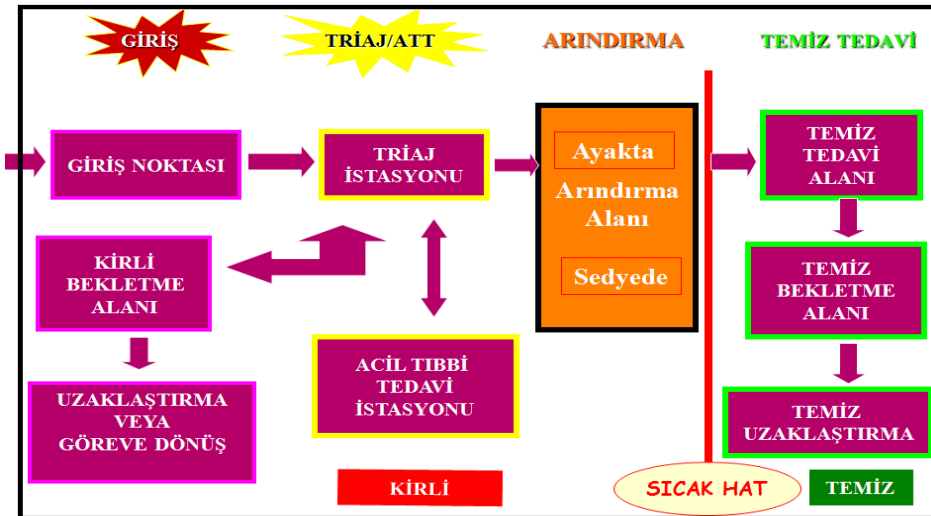 GİRİŞ
TRİAJ/ATT
ARINDIRMA
TEMİZ TEDAVİ
GİRİŞ NOKTASI
TRİAJ
İSTASYONU
Ayakta
Arındırma
Alanı
Sedyede
TEMİZ
TEDAVİ
ALANI
KİRLİ
BEKLETME
ALANI
TEMİZ
BEKLETME
ALANI
UZAKLAŞTIRMA
VEYA
GÖREVE DÖNÜŞ
ACİL TIBBİ
TEDAVİ
İSTASYONU
TEMİZ
UZAKLAŞTIRMA
KİRLİ
SICAK HAT
TEMİZ